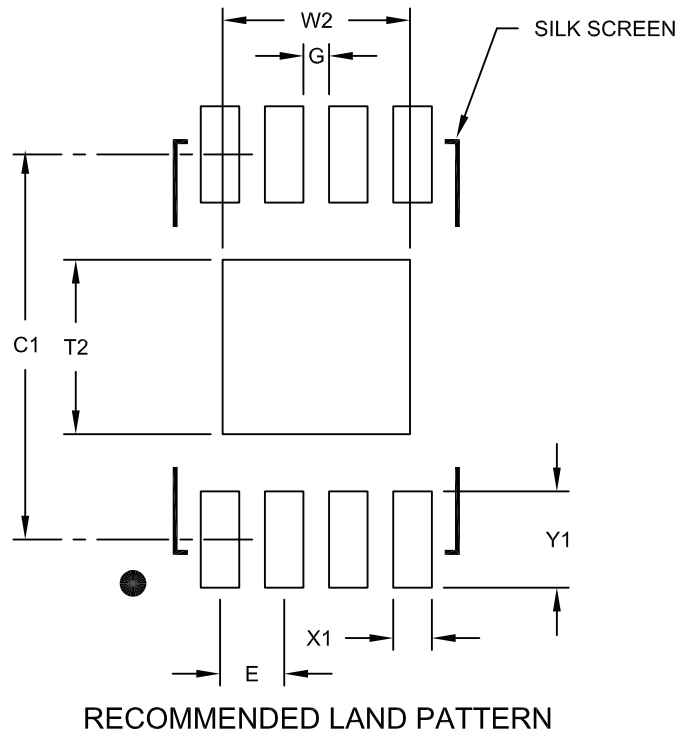 W2
SILK SCREEN
G
C1
T2
Y1
X1
E
RECOMMENDED LAND PATTERN